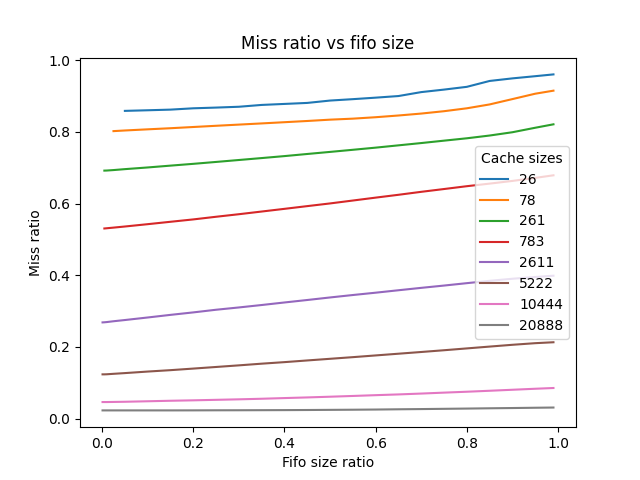 Miss ratio vs fifo size
Miss ratio
1.0
0.8
0.6
0.4
0.2
0.0
Cache sizes
26
78
261
783
2611
5222
10444
20888
0.0 0.2 0.4 0.6 0.8 1.0
Fifo size ratio